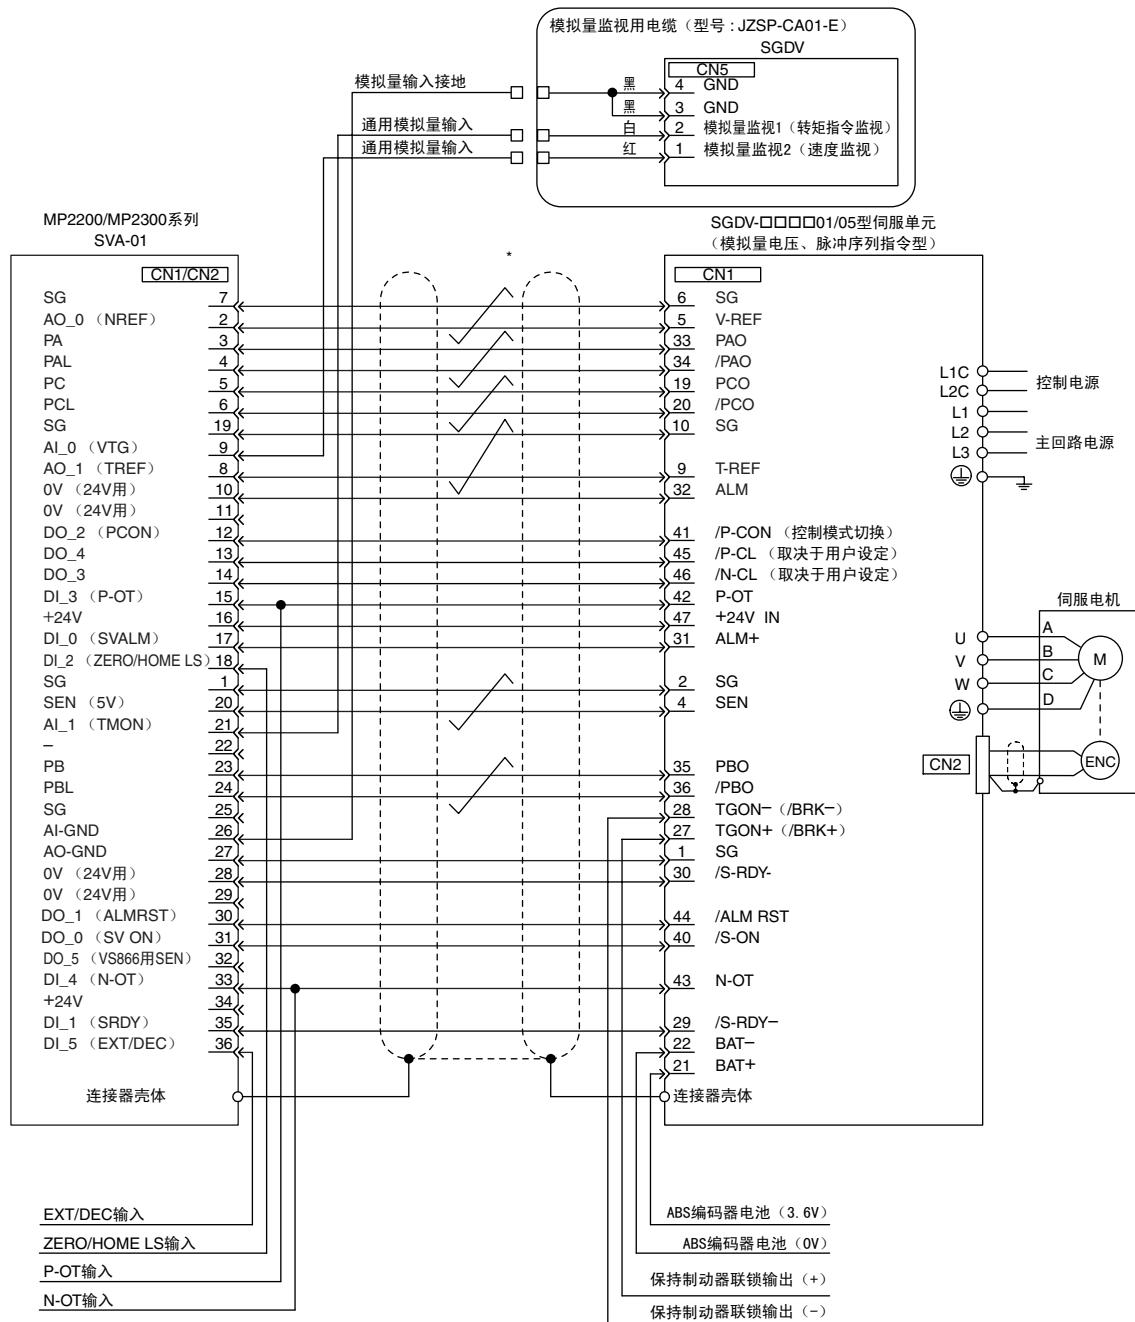 模拟量监视用电缆（型号 : JZSP-CA01-E）
SGDV
CN5
模拟量输入接地
黑 4 GND
黑 3 GND
通用模拟量输入
白 2 模拟量监视1（转矩指令监视）
通用模拟量输入
红 1 模拟量监视2（速度监视）
MP2200/MP2300系列
SVA-01
SGDV-□□□□01/05型伺服单元
（模拟量电压、脉冲序列指令型）
*
CN1/CN2
CN1
SG 7 6 SG
AO_0 （NREF） 2 5 V-REF
PA 3 33 PAO
PAL 4 34 /PAO
PC 5 19 PCO
PCL 6 20 /PCO
SG 19 10 SG
AI_0 （VTG） 9
AO_1 （TREF） 8 9 T-REF
0V （24V用） 10 32 ALM
0V （24V用） 11
DO_2 （PCON） 12 41 /P-CON （控制模式切换）
DO_4 13 45 /P-CL （取决于用户设定）
DO_3 14 46 /N-CL （取决于用户设定）
DI_3 （P-OT） 15 42 P-OT
+24V 16 47 +24V IN
DI_0 （SVALM） 17 31 ALM+
DI_2 （ZERO/HOME LS） 18
SG 1 2 SG
SEN （5V） 20 4 SEN
AI_1 （TMON） 21
– 22
PB 23 35 PBO
PBL 24 36 /PBO
SG 25 28 TGON−（/BRK−）
AI-GND 26 27 TGON+（/BRK+）
AO-GND 27 1 SG
0V （24V用） 28 30 /S-RDY-
0V （24V用） 29
DO_1 （ALMRST） 30 44 /ALM RST
DO_0 （SV ON） 31 40 /S-ON
DO_5 （VS866用SEN） 32
DI_4 （N-OT） 33 43 N-OT
+24V 34
DI_1 （SRDY） 35 29 /S-RDY−
DI_5 （EXT/DEC） 36 22 BAT−
21 BAT+
连接器壳体
连接器壳体
L1C
L2C
控制电源
L1
L2
L3
主回路电源
伺服电机
U A
V B
W C
D
M
CN2
ENC
EXT/DEC输入
ZERO/HOME LS输入
P-OT输入
N-OT输入
ABS编码器电池（3.6V）
ABS编码器电池（0V）
保持制动器联锁输出（+）
保持制动器联锁输出（−）